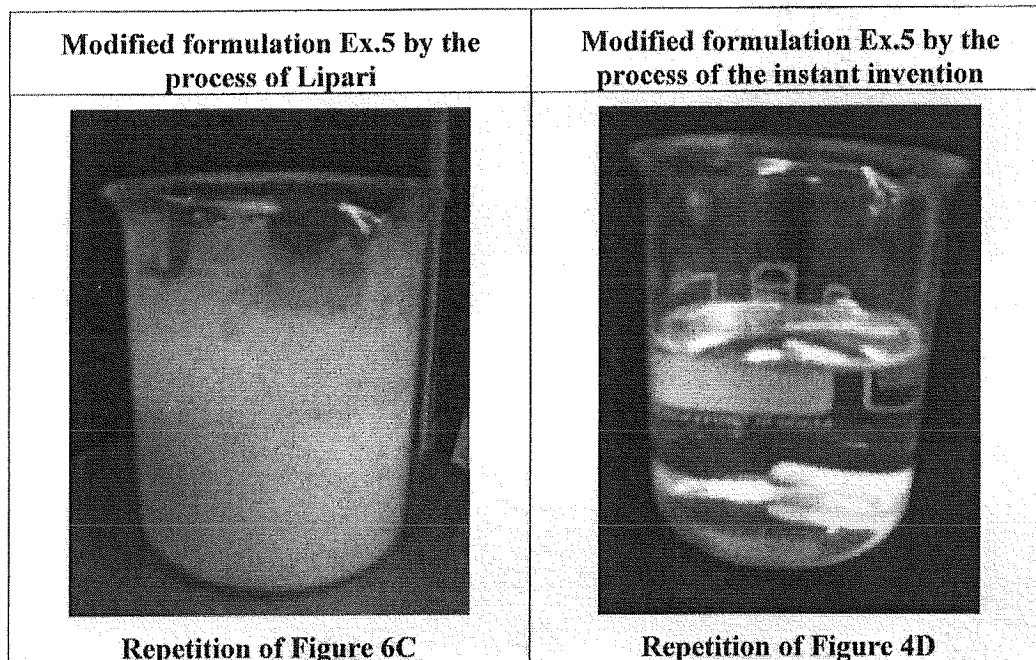 Modified formulation Ex.5 by the
process of Lipari
Modified formulation Ex.5 by the
process of the instant invention
Repetition of Figure 6C
Repetition of Figure 4D